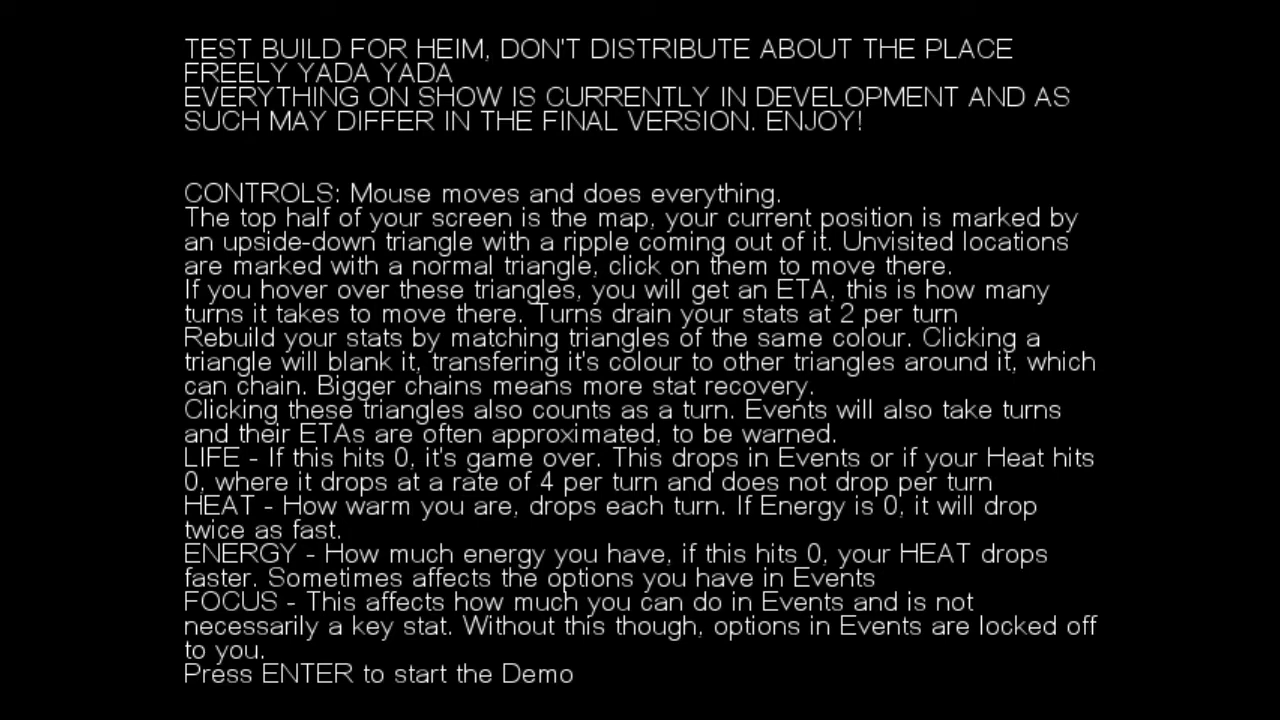 TEST BUILD FOR HEIM, DON'T DISTRIBUTE ABOUT THE PLACE
FREELY YADA YADA
EVERYTHING ON SHOW IS CURRENTLY IN DEVELOPMENT AND AS
SUCH MAY DIFFER IN THE FINAL VERSION. ENJOY!
CONTROLS: Mouse moves and does everything.
The top half of your screen is the map, your current position is marked by
an upside-down triangle with a ripple coming out of it. Unvisited locations
are marked with a normal triangle, click on them to move there.
If you hover over these triangles, you will get an ETA, this is how many
turns it takes to move there. Turns drain your stats at 2 per turn
Rebuild your stats by matching triangles of the same colour. Clicking a
triangle will blank it, transfering it's colour to other triangles around it, which
can chain. Bigger chains means more stat recovery.
Clicking these triangles also counts as a turn. Events will also take turns
and their ETAs are often approximated, to be warned.
LIFE - If this hits 0, it's game over. This drops in Events or if your Heat hits
0, where it drops at a rate of 4 per turn and does not drop per turn
HEAT - How warm you are, drops each turn. If Energy is 0, it will drop
twice as fast.
ENERGY - How much energy you have, if this hits 0, your HEAT drops
faster. Sometimes affects the options you have in Events
FOCUS - This affects how much you can do in Events and is not
necessarily a key stat. Without this though, options in Events are locked off
to you.
Press ENTER to start the Demo